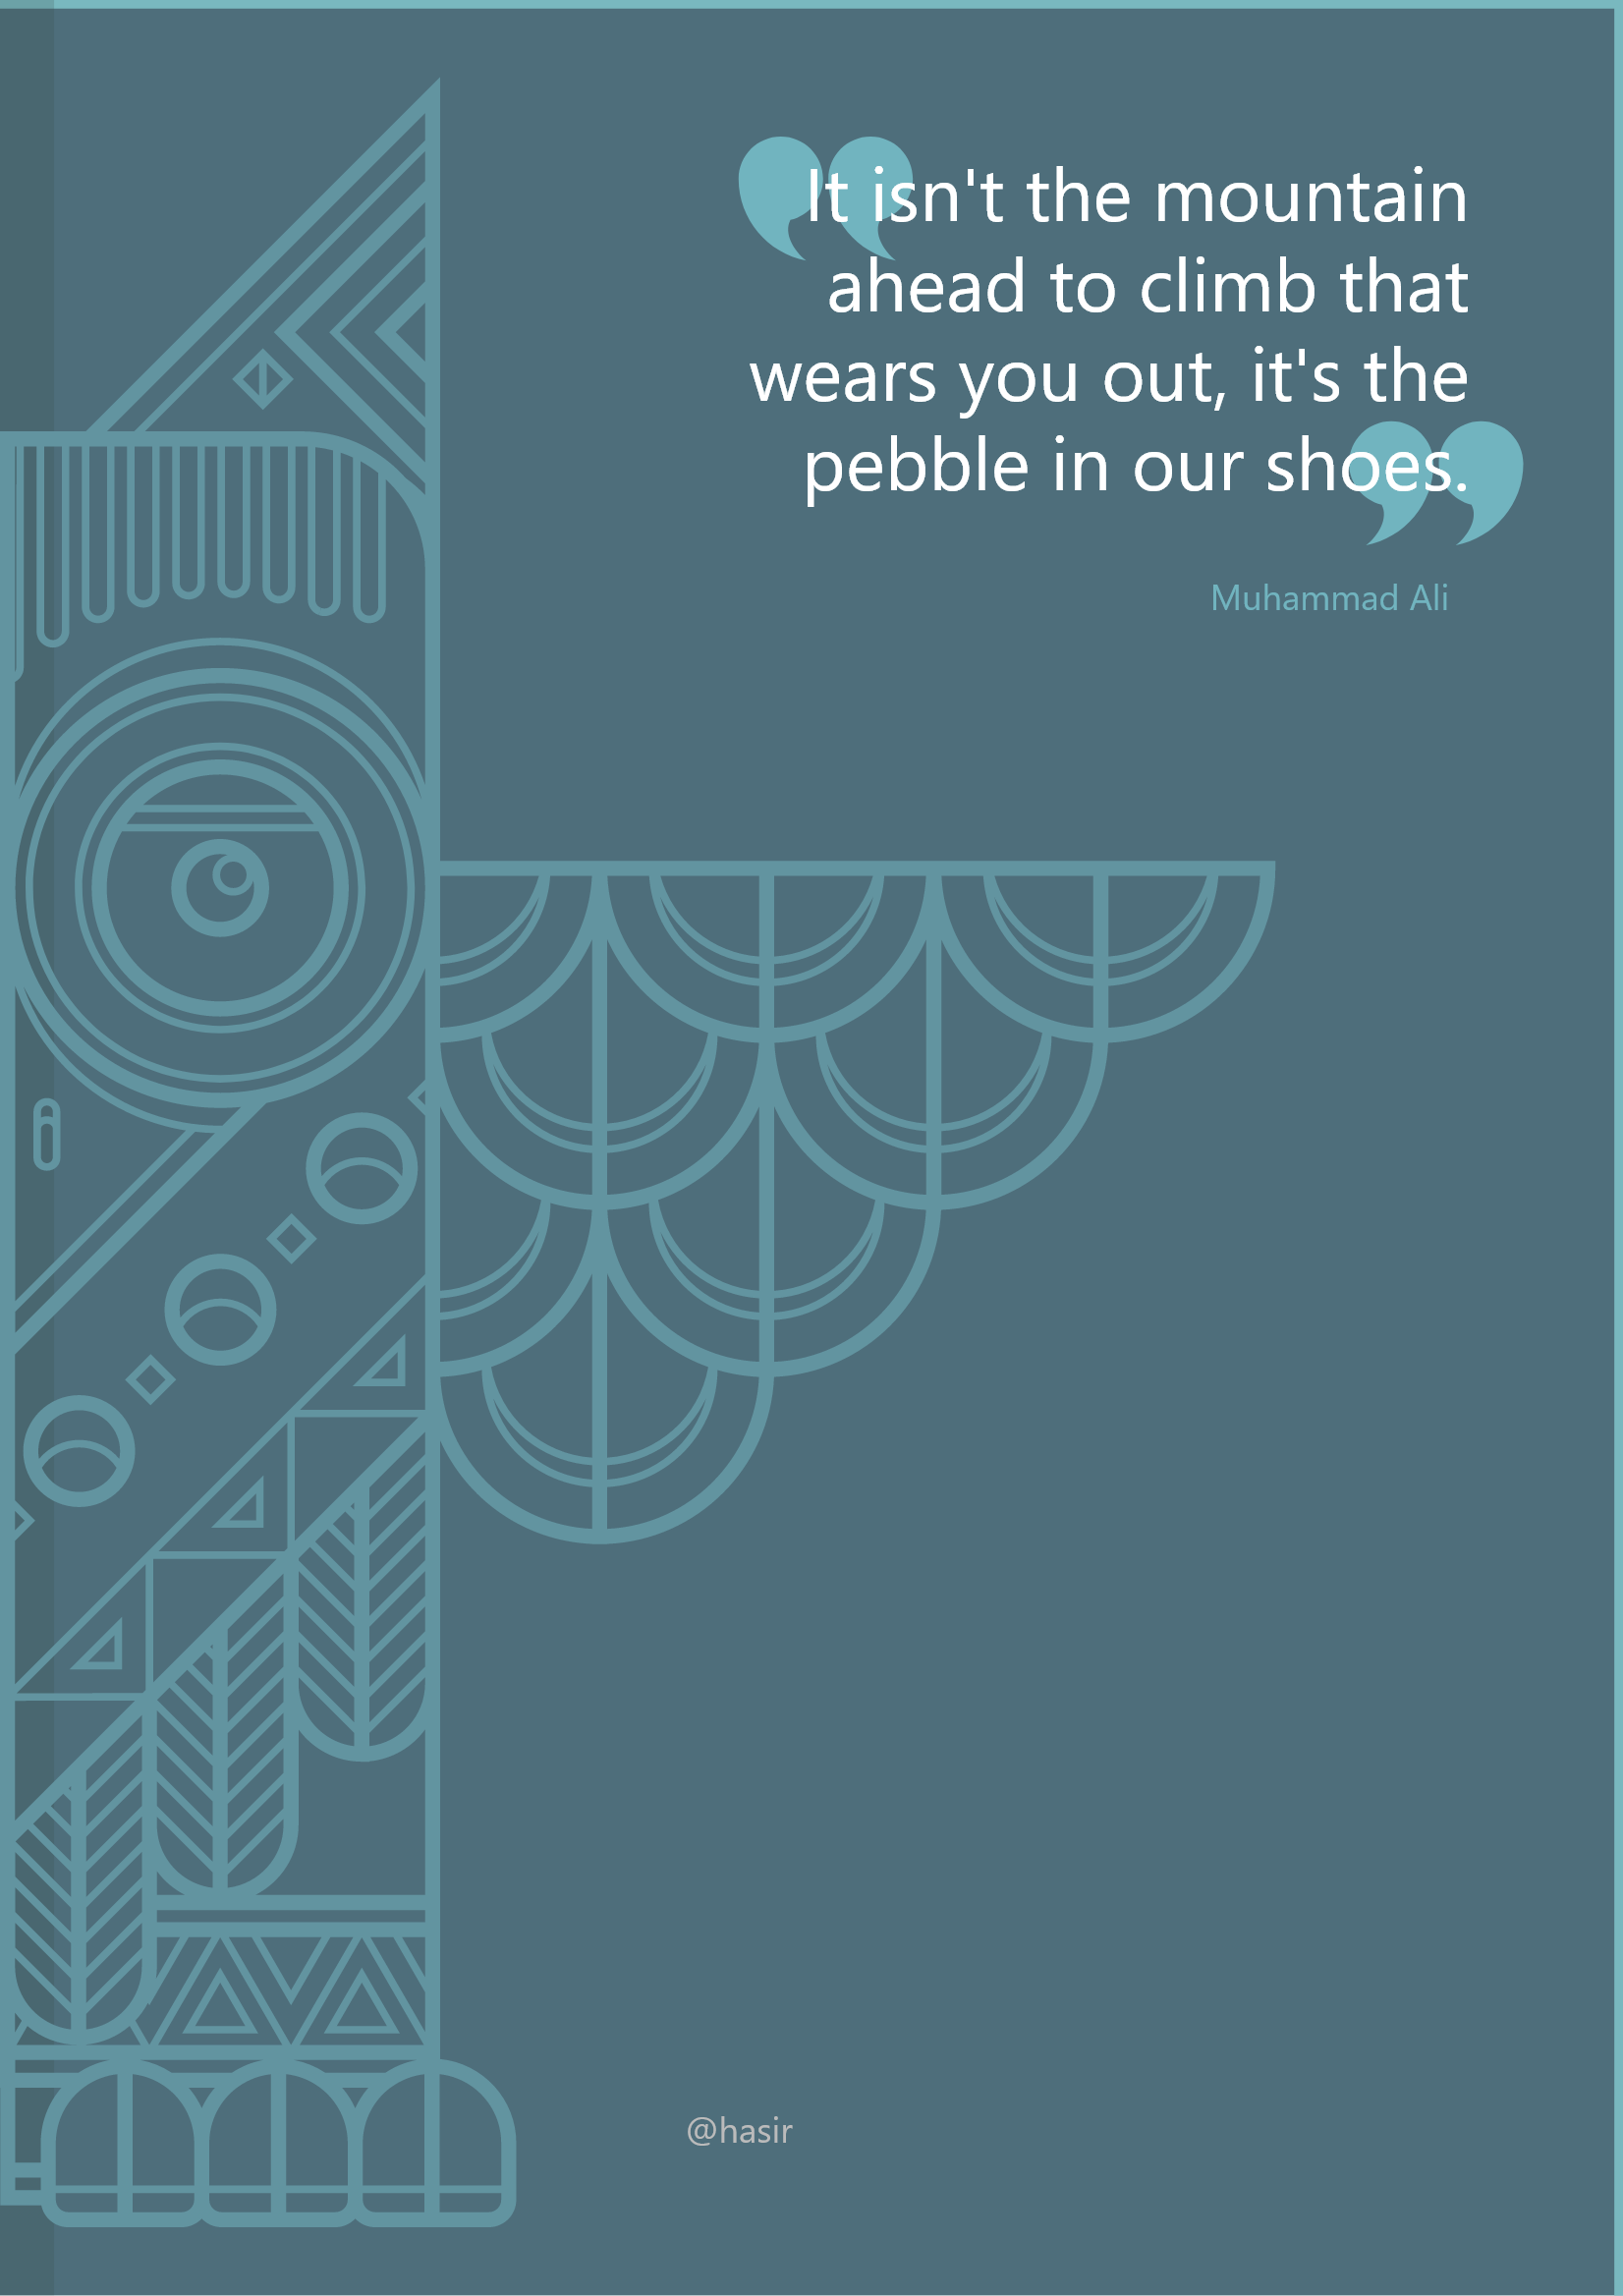 It isn't the mountain
ahead to climb that
wears you out, it's the
pebble in our shoes.
Muhammad Ali
@hasir